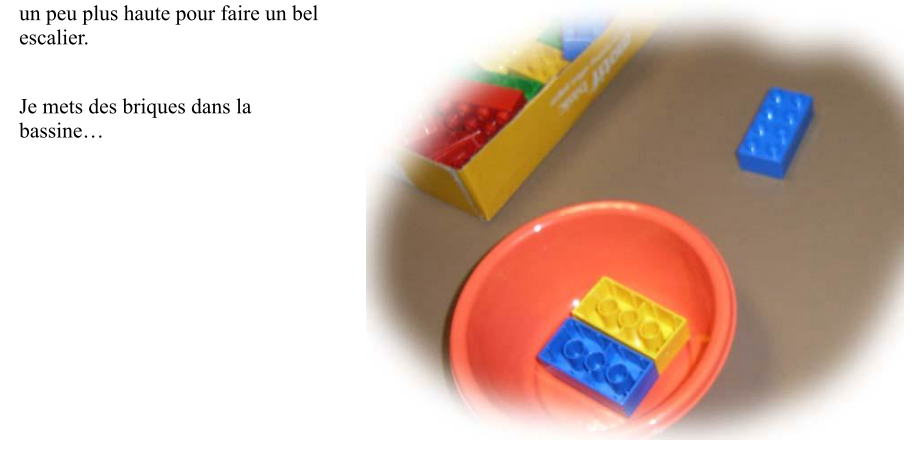 un peu plus haute pour faire un bel
escalier.
Je mets des briques dans la
bassine…